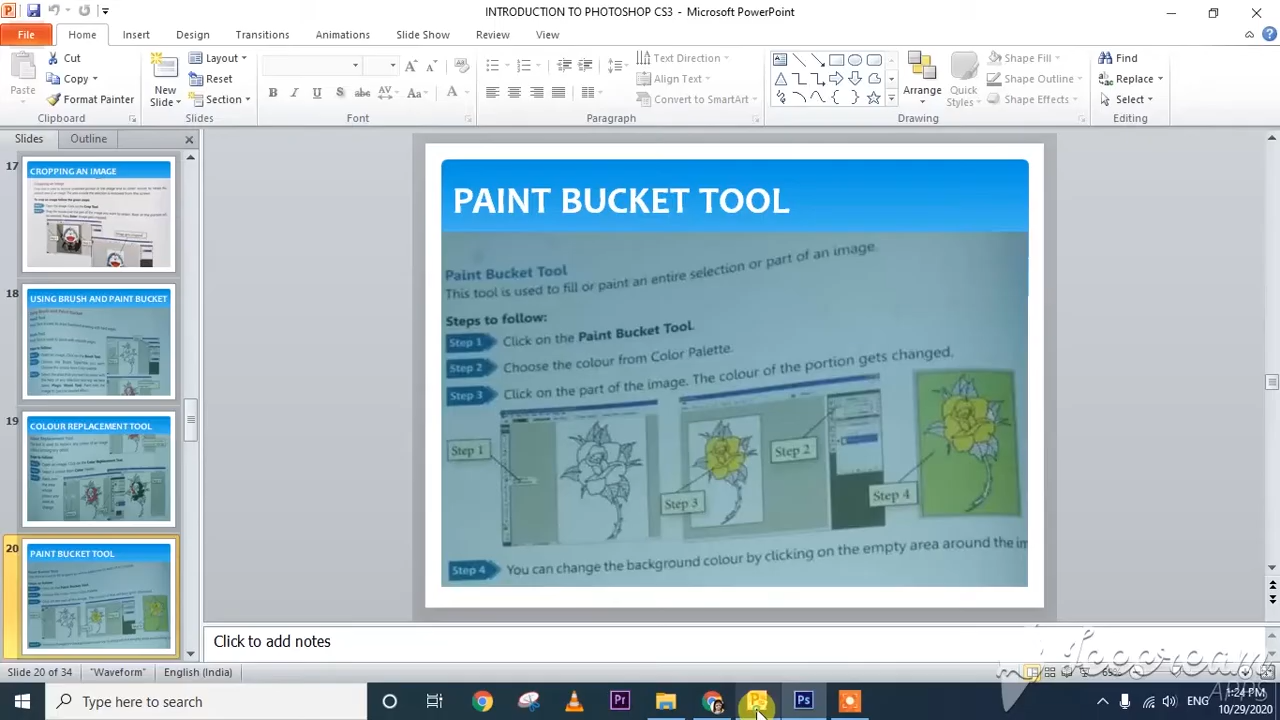 INTRODUCTION TO PHOTOSHOP CS3 - Microsoft PowerPoint
File Home Insert Design Transitions Animations Slide Show Review View
Paste
Cut
Copy
Format Painter
Clipboard
New Slide
Layout
Reset
Section
Slides
Font
Text Direction
Align Text
Convert to SmartArt
Paragraph
Arrange
Quick Styles
Shape Fill
Shape Outline
Shape Effects
Drawing
Find
Replace
Select
Editing
Slides Outline
17
CROPPING AN IMAGE
18
USING BRUSH AND PAINT BUCKET
19
COLOUR REPLACEMENT TOOL
20
PAINT BUCKET TOOL
PAINT BUCKET TOOL
Paint Bucket Tool
This tool is used to fill or paint an entire selection or part of an image.
Steps to follow:
Step 1 Click on the Paint Bucket Tool.
Step 2 Choose the colour from Color Palette.
Step 3 Click on the part of the image. The colour of the portion gets changed.
Step 1
Step 2
Step 3
Step 4
Step 4 You can change the background colour by clicking on the empty area around the
Click to add notes
Slide 20 of 34 "Waveform" English (India)
Type here to search
ENG
1:24 PM
10/29/2020